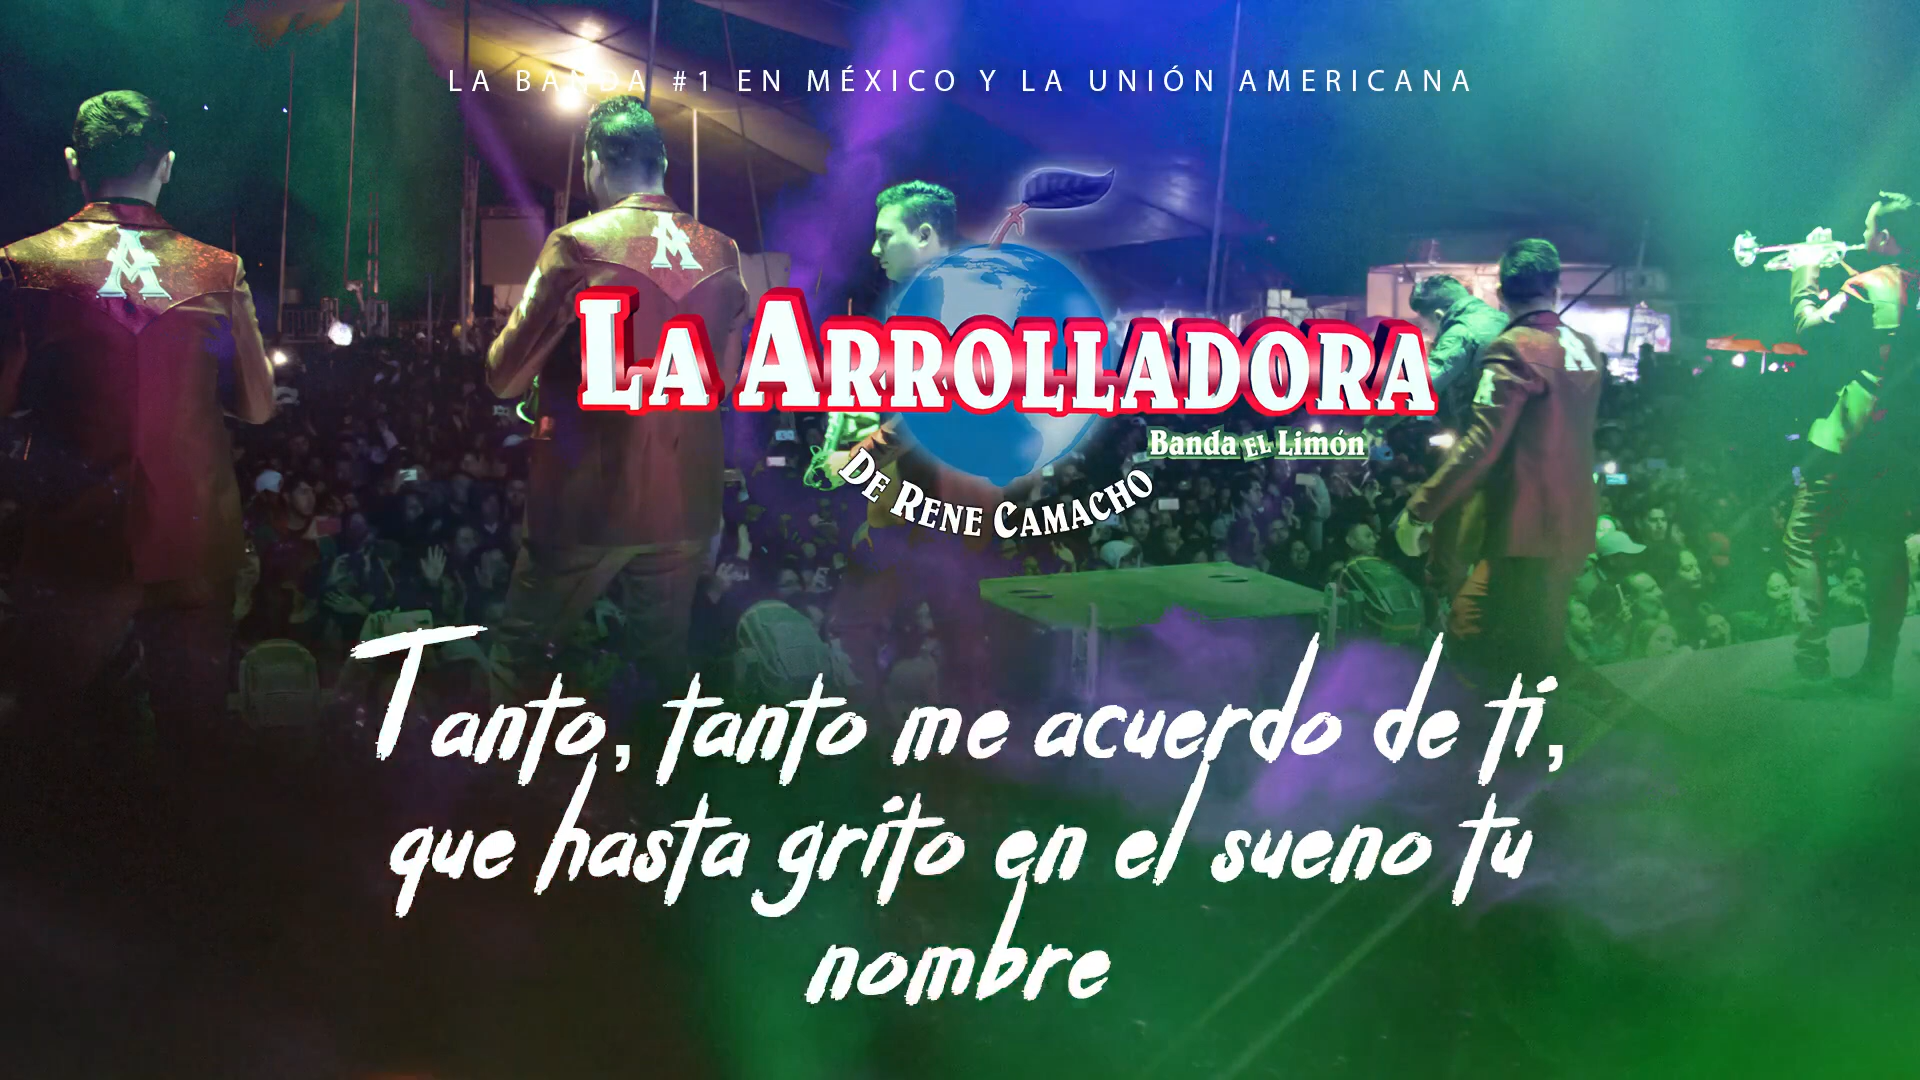 LA BANDA #1 EN MÉXICO Y LA UNIÓN AMERICANA
LA ARROLLADORA
Banda EL Limón
DE RENE CAMACHO
Tanto, tanto me acuerdo de ti,
que hasta grito en el sueno tu
nombre